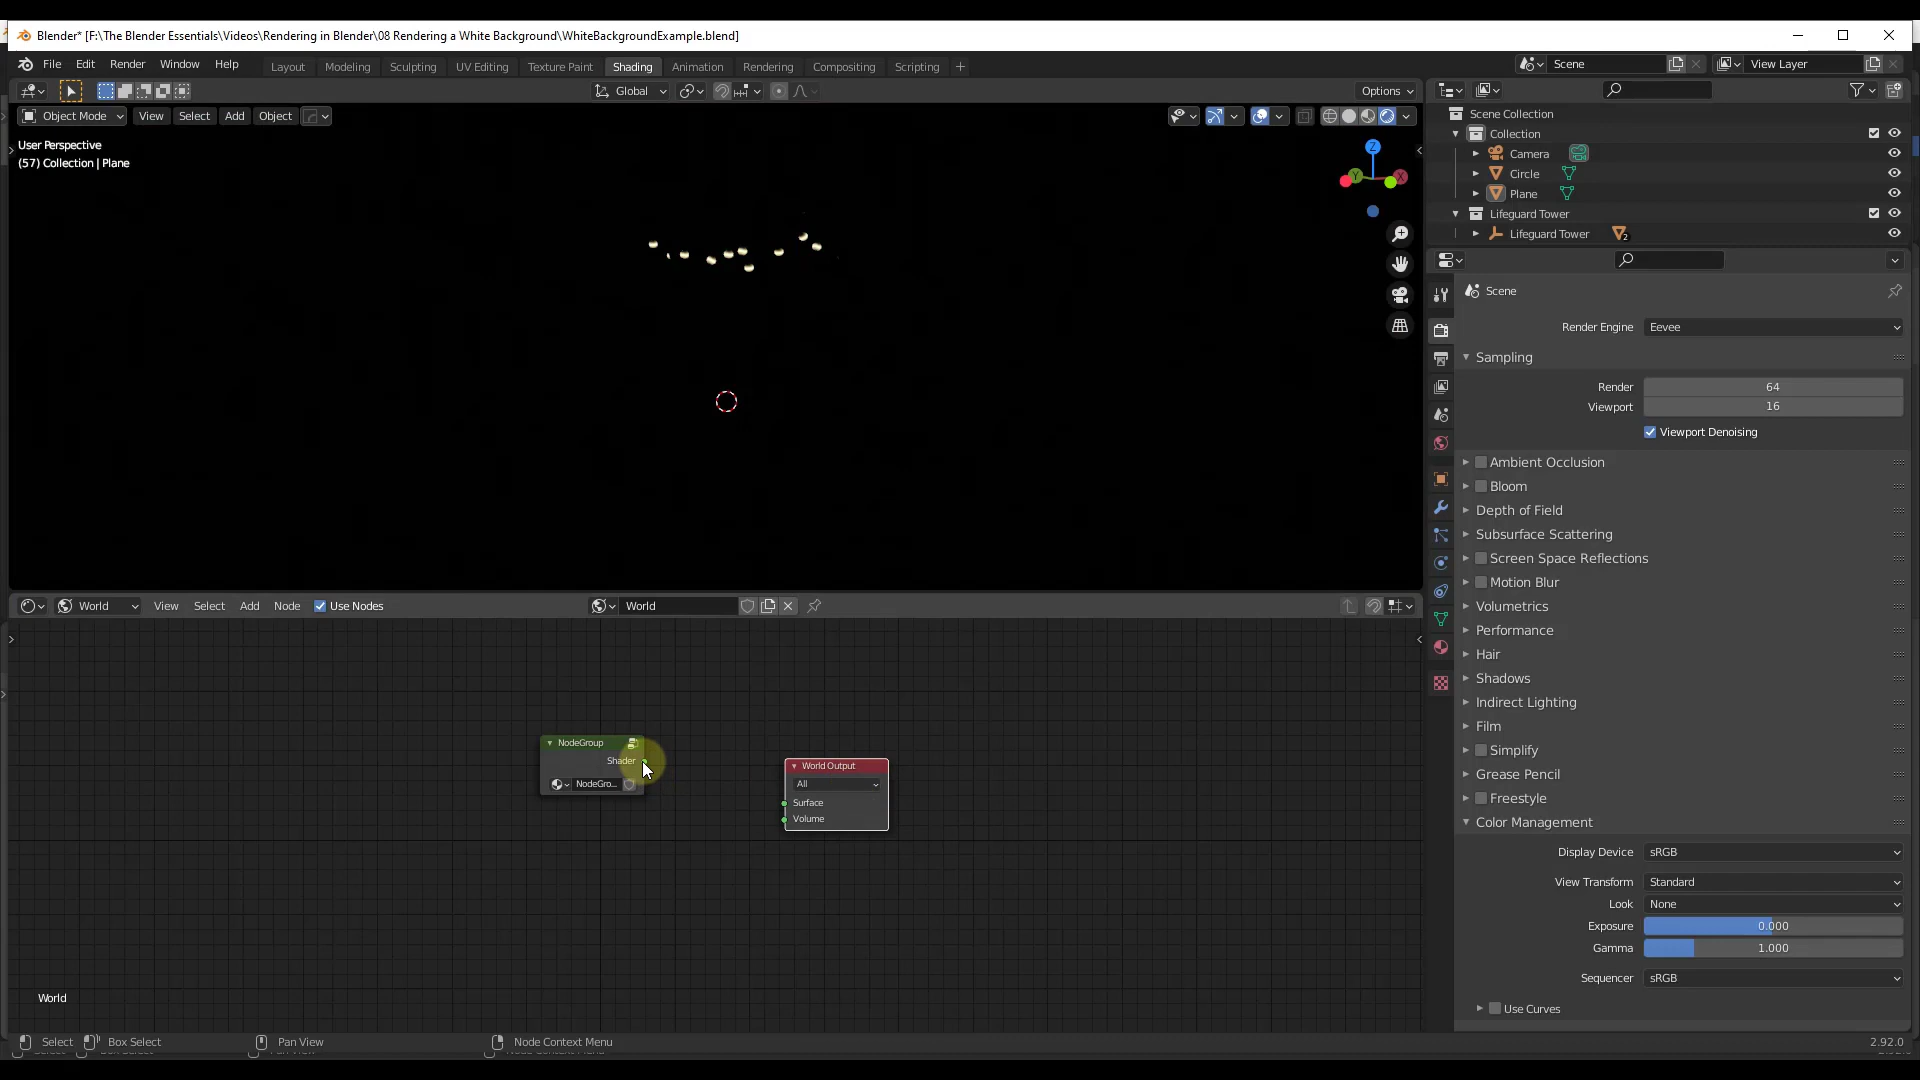 Blender* [F:\The Blender Essentials\Videos\Rendering in Blender\08 Rendering a White Background\WhiteBackgroundExample.blend]
File Edit Render Window Help Layout Modeling Sculpting UV Editing Texture Paint Shading Animation Rendering Compositing Scripting + Scene View Layer
Global Options
Object Mode View Select Add Object
User Perspective
(57) Collection | Plane
Z
Y X
Scene Collection
Collection
Camera
Circle
Plane
Lifeguard Tower
Lifeguard Tower 2
Scene
Render Engine Eevee
Sampling
Render 64
Viewport 16
Viewport Denoising
Ambient Occlusion
Bloom
Depth of Field
Subsurface Scattering
Screen Space Reflections
Motion Blur
Volumetrics
Performance
Hair
Shadows
Indirect Lighting
Film
Simplify
Grease Pencil
Freestyle
Color Management
Display Device sRGB
View Transform Standard
Look None
Exposure 0.000
Gamma 1.000
Sequencer sRGB
Use Curves
World View Select Add Node Use Nodes World
NodeGroup
Shader
NodeGro...
World Output
All
Surface
Volume
World
Select Box Select Pan View Node Context Menu 2.92.0